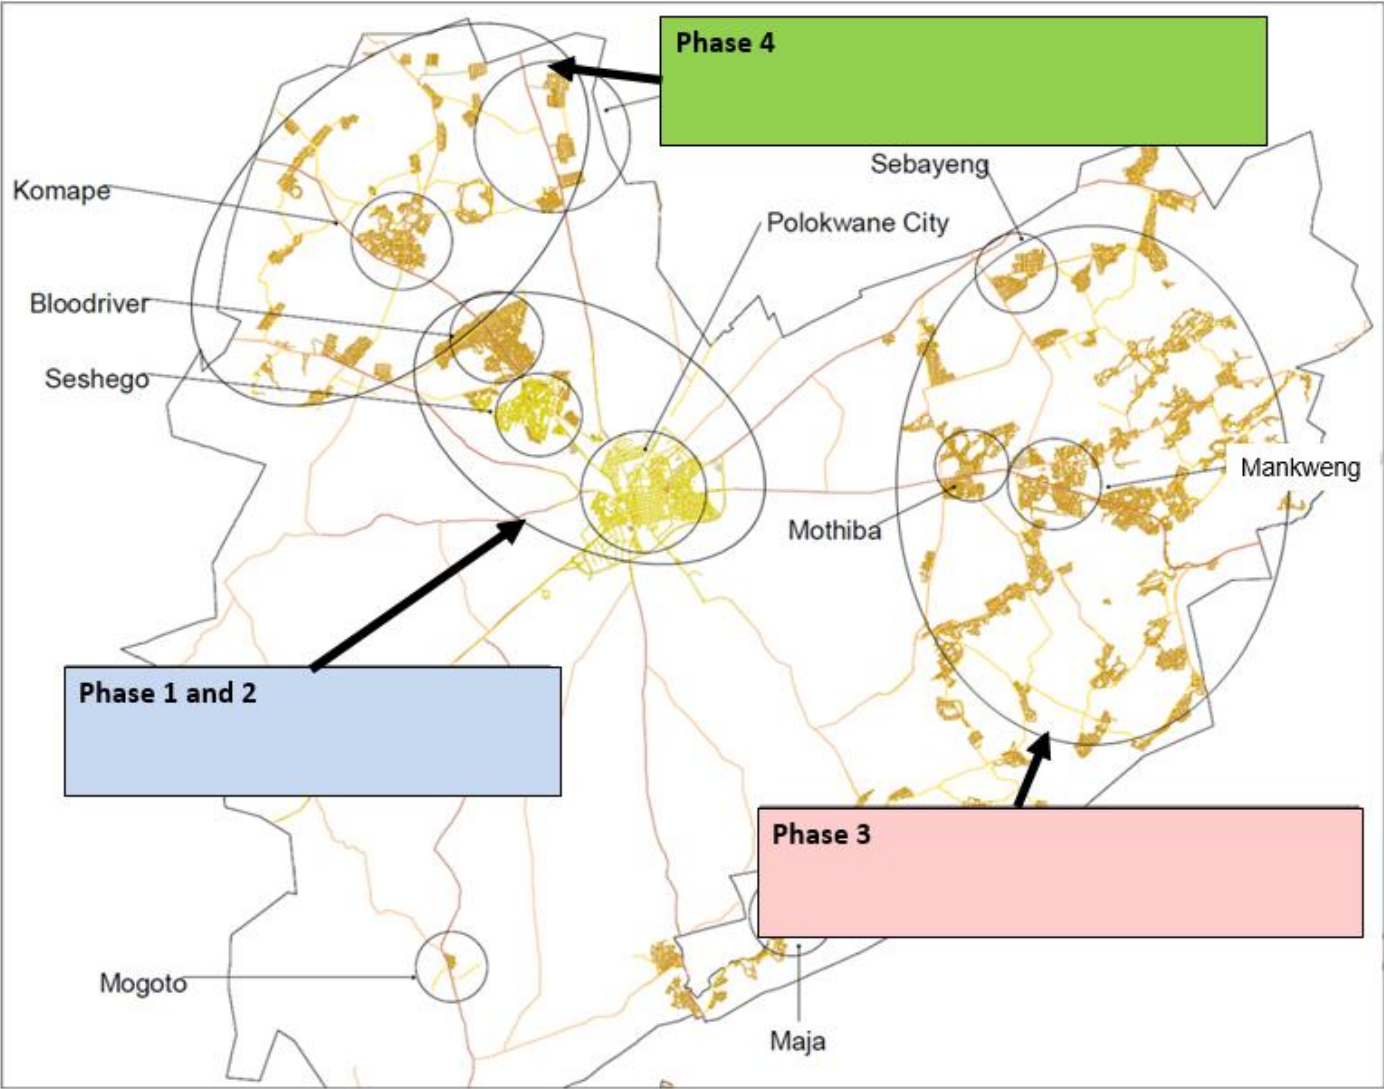 Phase 4
Sebayeng
Komape
Polokwane City
Bloodriver
Seshego
Mankweng
Mothiba
Phase 1 and 2
Phase 3
Mogoto
Maja